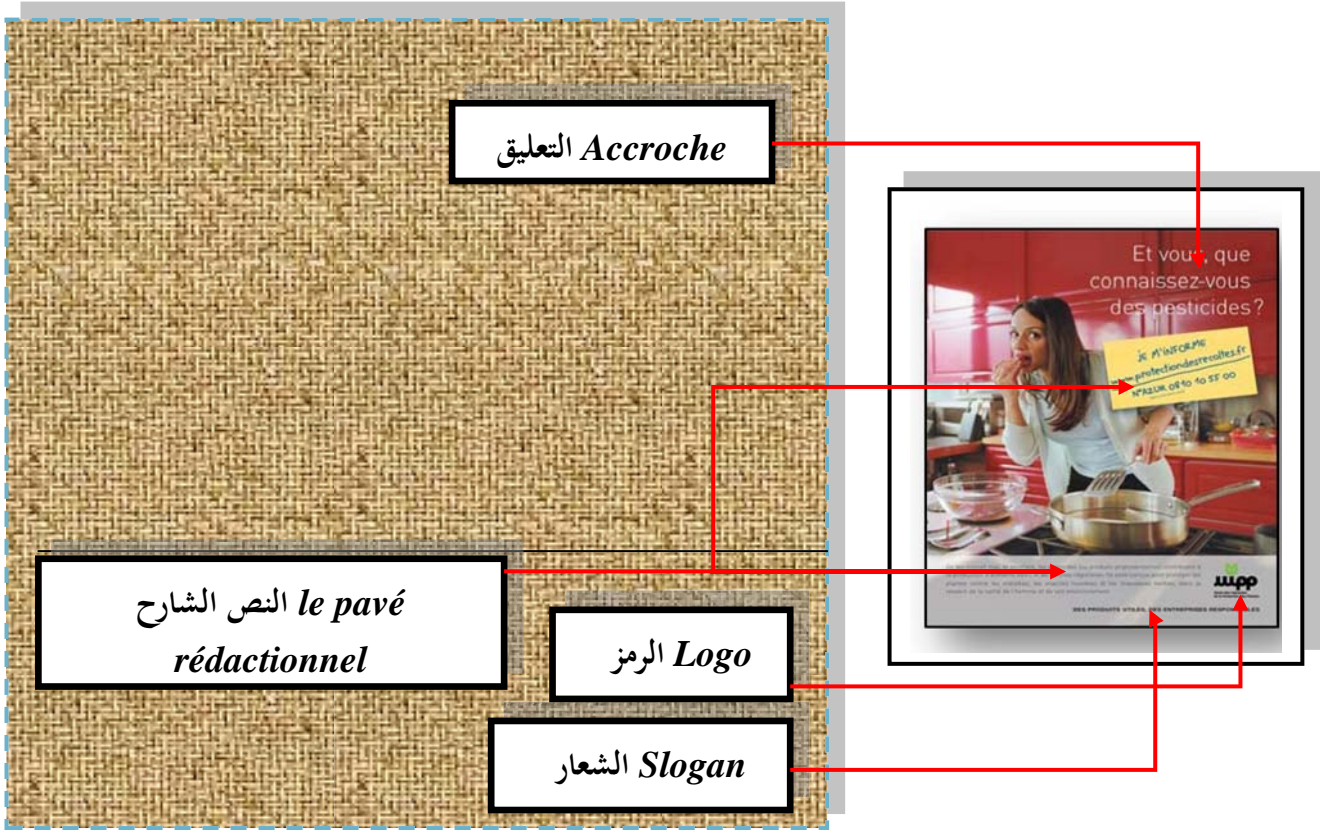 التعليق Accroche
Et vous, que
connaissez-vous
des pesticides?
je M'INFORME
www.protectiondesrecoltes.fr
N°AZUR 0810 10 55 00
النص الشارح le pavé
rédactionnel
الرمز Logo
uipp
DES PRODUITS UTILES, DES ENTREPRISES RESPONSABLES
الشعار Slogan